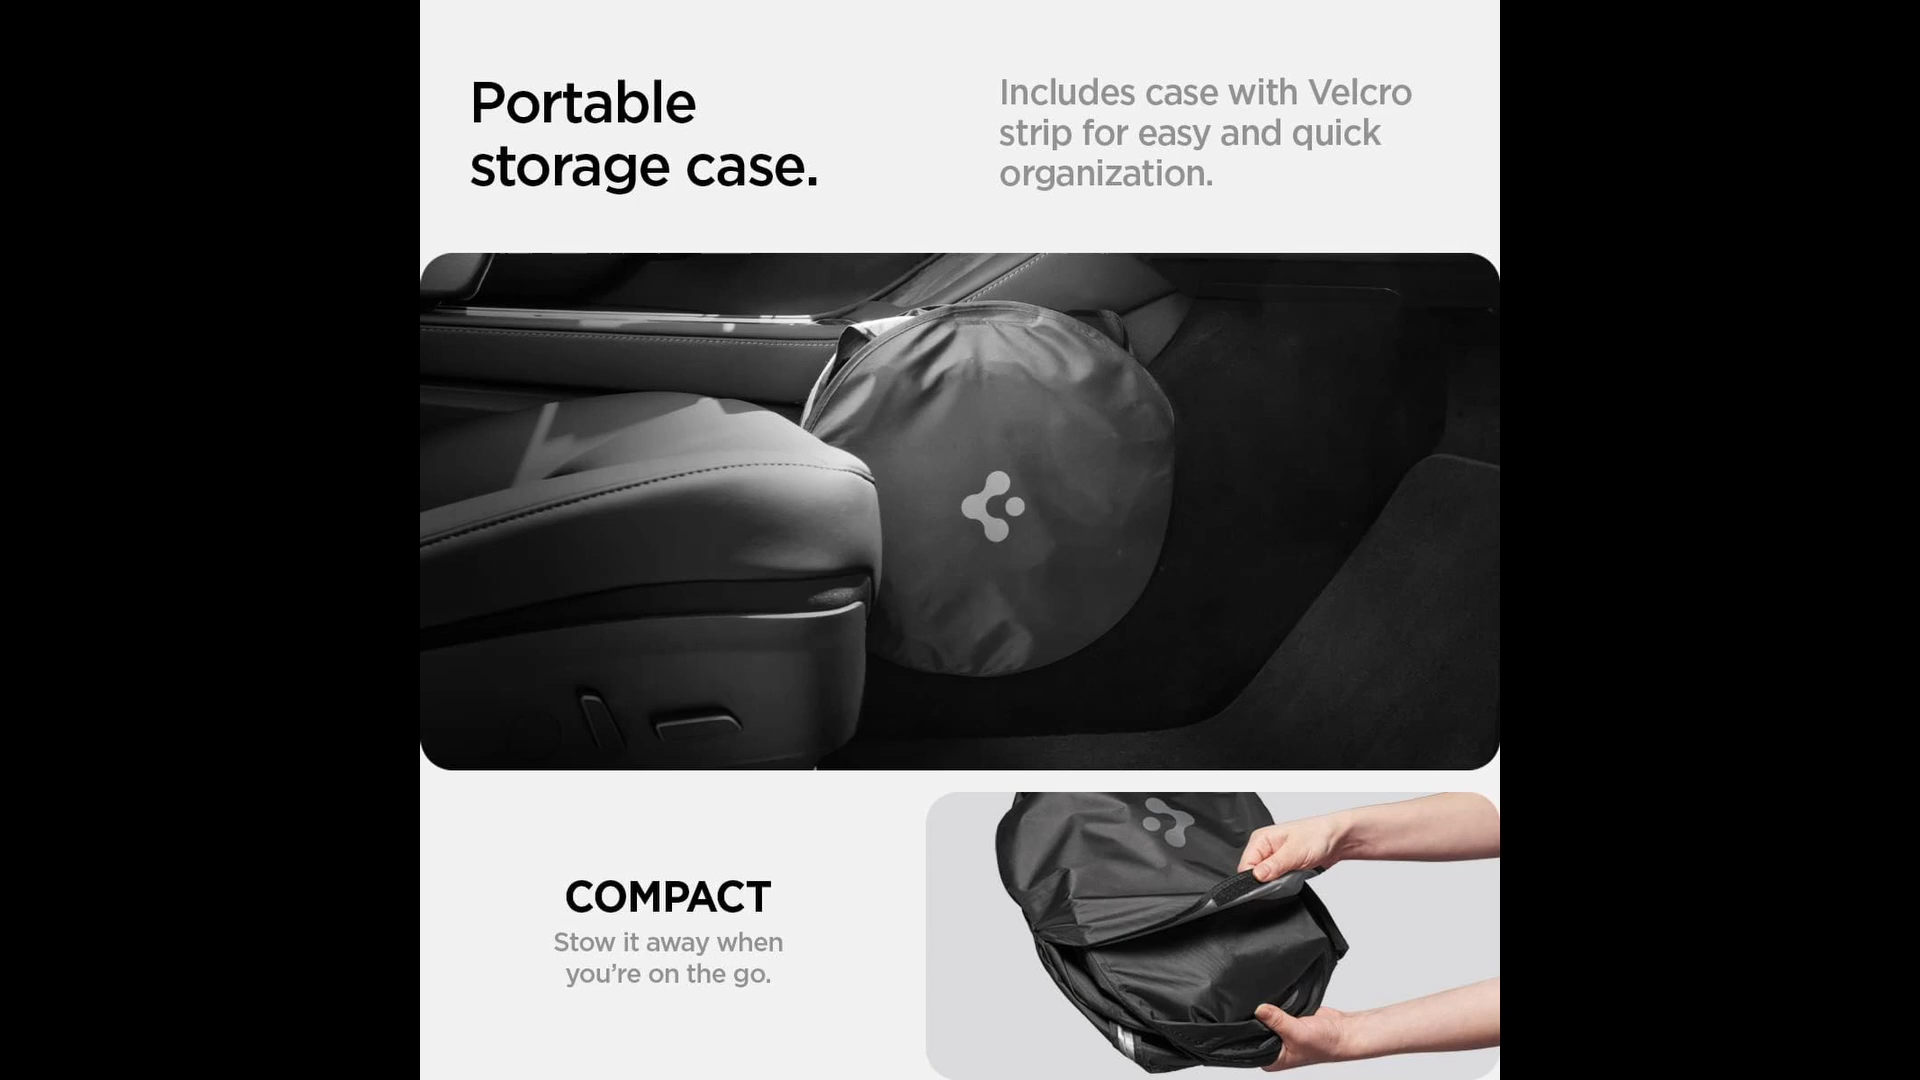 Portable
storage case.
Includes case with Velcro
strip for easy and quick
organization.
COMPACT
Stow it away when
you're on the go.